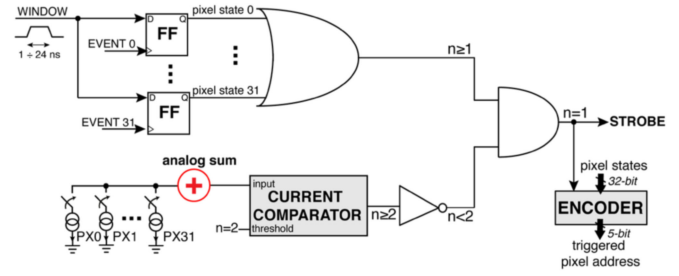 WINDOW
1 ÷ 24 ns
EVENT 0
D Q
FF
pixel state 0
EVENT 31
D Q
FF
pixel state 31
n≥1
n=1
STROBE
analog sum
+
PX0 PX1 PX31
input
CURRENT
COMPARATOR
n=2
threshold
n≥2
n<2
pixel states
32-bit
ENCODER
5-bit
triggered
pixel address